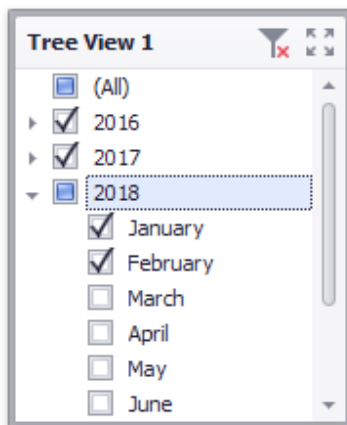 Tree View 1
(All)
2016
2017
2018
January
February
March
April
May
June